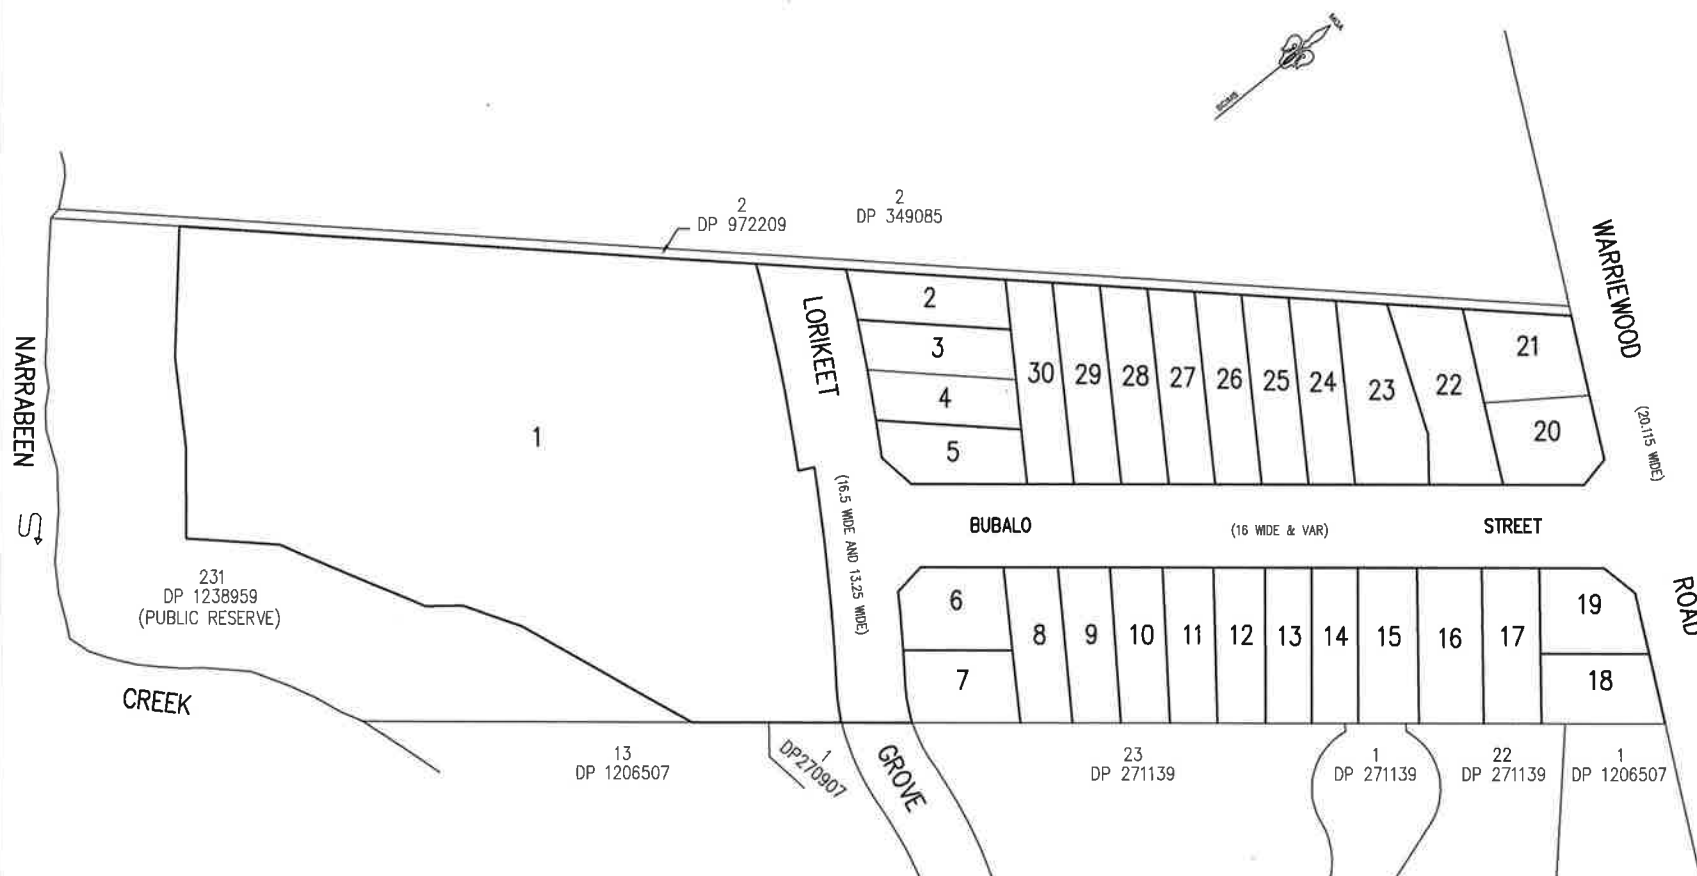 MGA
2
DP 972209
2
DP 349085
WARRIEWOOD
ROAD
(20.115 WIDE)
LORIKEET
GROVE
(16.5 WIDE AND 13.25 WIDE)
NARRABEEN
CREEK
1
2
3
4
5
30
29
28
27
26
25
24
23
22
21
20
BUBALO
(16 WIDE & VAR)
STREET
6
7
8
9
10
11
12
13
14
15
16
17
19
18
231
DP 1238959
(PUBLIC RESERVE)
13
DP 1206507
1
DP270907
23
DP 271139
1
DP 271139
22
DP 271139
1
DP 1206507